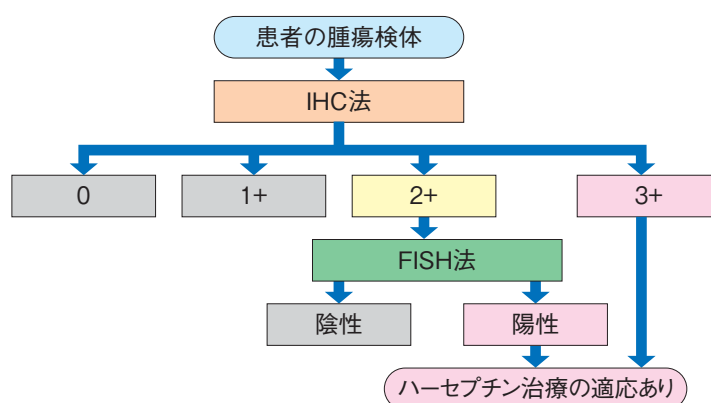 患者の腫瘍検体
IHC法
0
1+
2+
3+
FISH法
陰性
陽性
ハーセプチン治療の適応あり